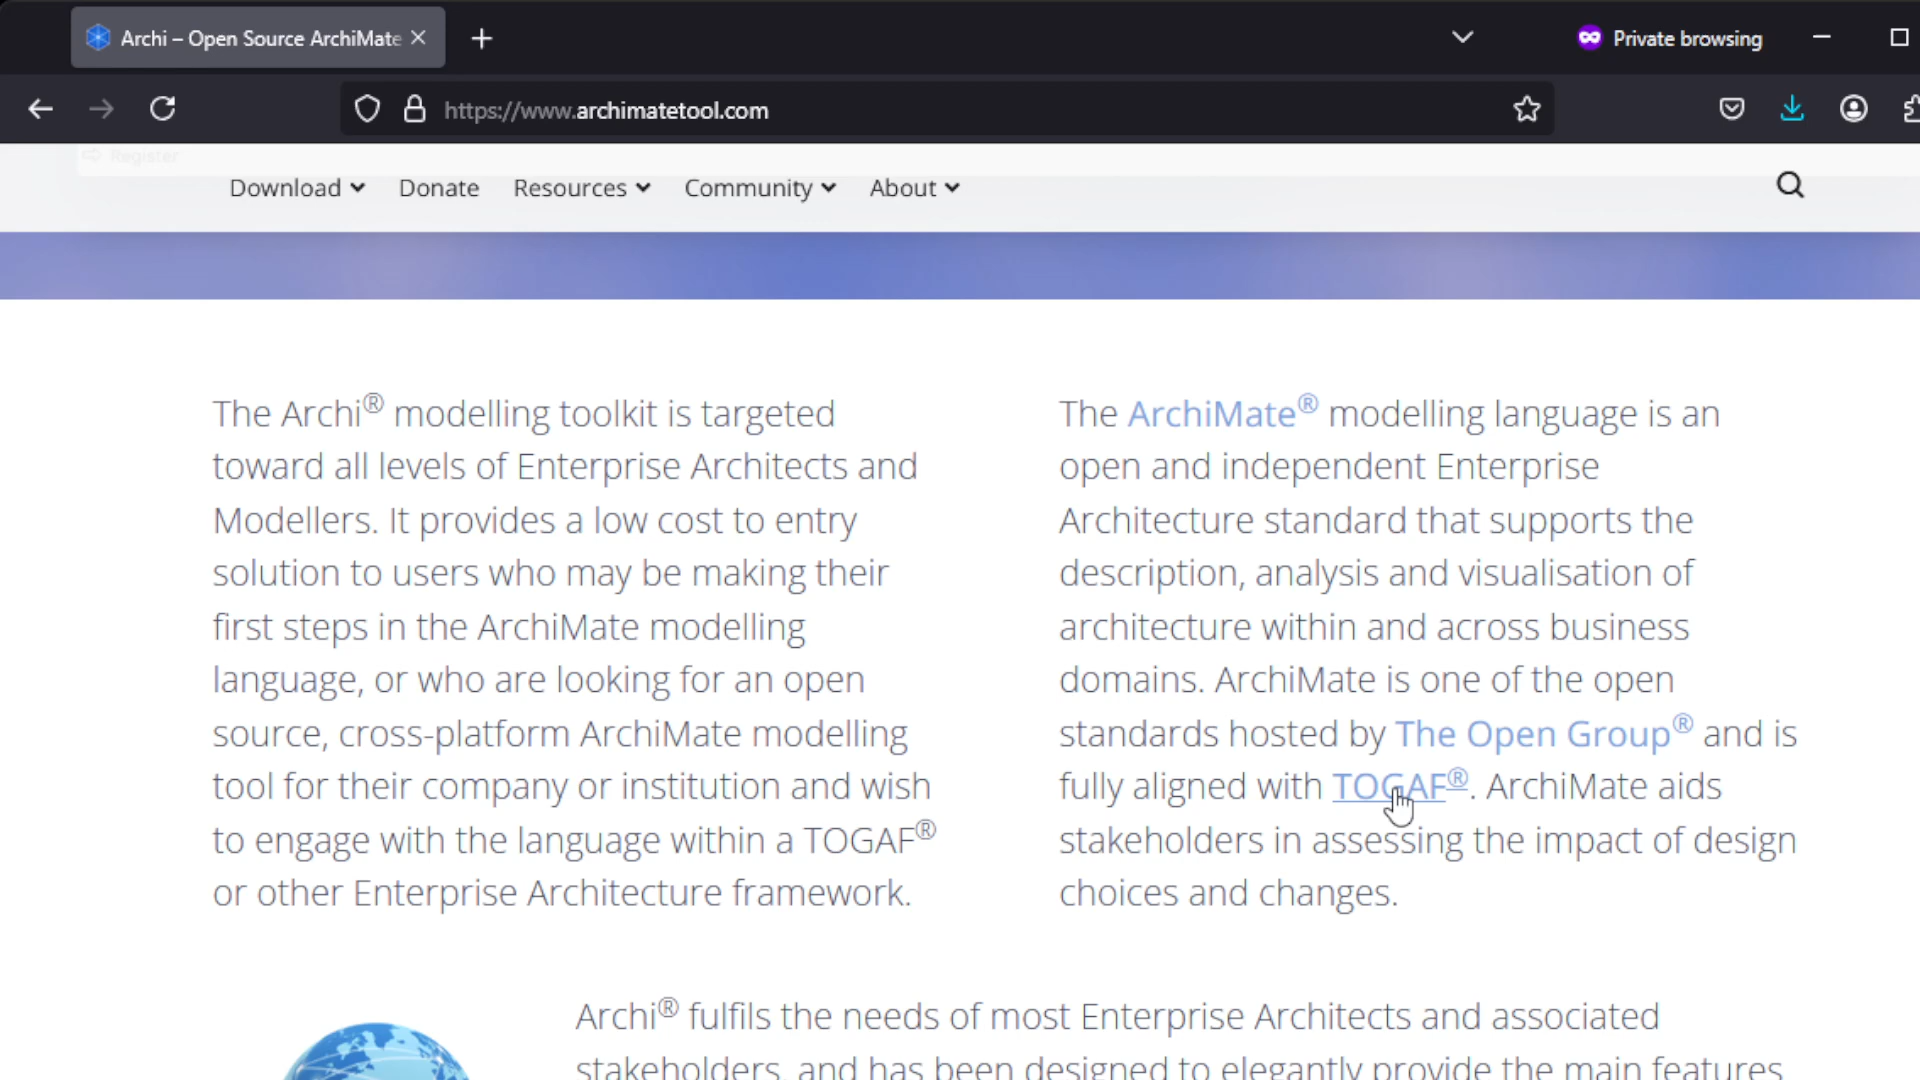 Archi – Open Source ArchiMate
Private browsing
https://www.archimatetool.com
Register
Download Donate Resources Community About
The Archi® modelling toolkit is targeted
toward all levels of Enterprise Architects and
Modellers. It provides a low cost to entry
solution to users who may be making their
first steps in the ArchiMate modelling
language, or who are looking for an open
source, cross-platform ArchiMate modelling
tool for their company or institution and wish
to engage with the language within a TOGAF®
or other Enterprise Architecture framework.
The ArchiMate® modelling language is an
open and independent Enterprise
Architecture standard that supports the
description, analysis and visualisation of
architecture within and across business
domains. ArchiMate is one of the open
standards hosted by The Open Group® and is
fully aligned with TOGAF®. ArchiMate aids
stakeholders in assessing the impact of design
choices and changes.
Archi® fulfils the needs of most Enterprise Architects and associated
stakeholders, and has been designed to elegantly provide the main features